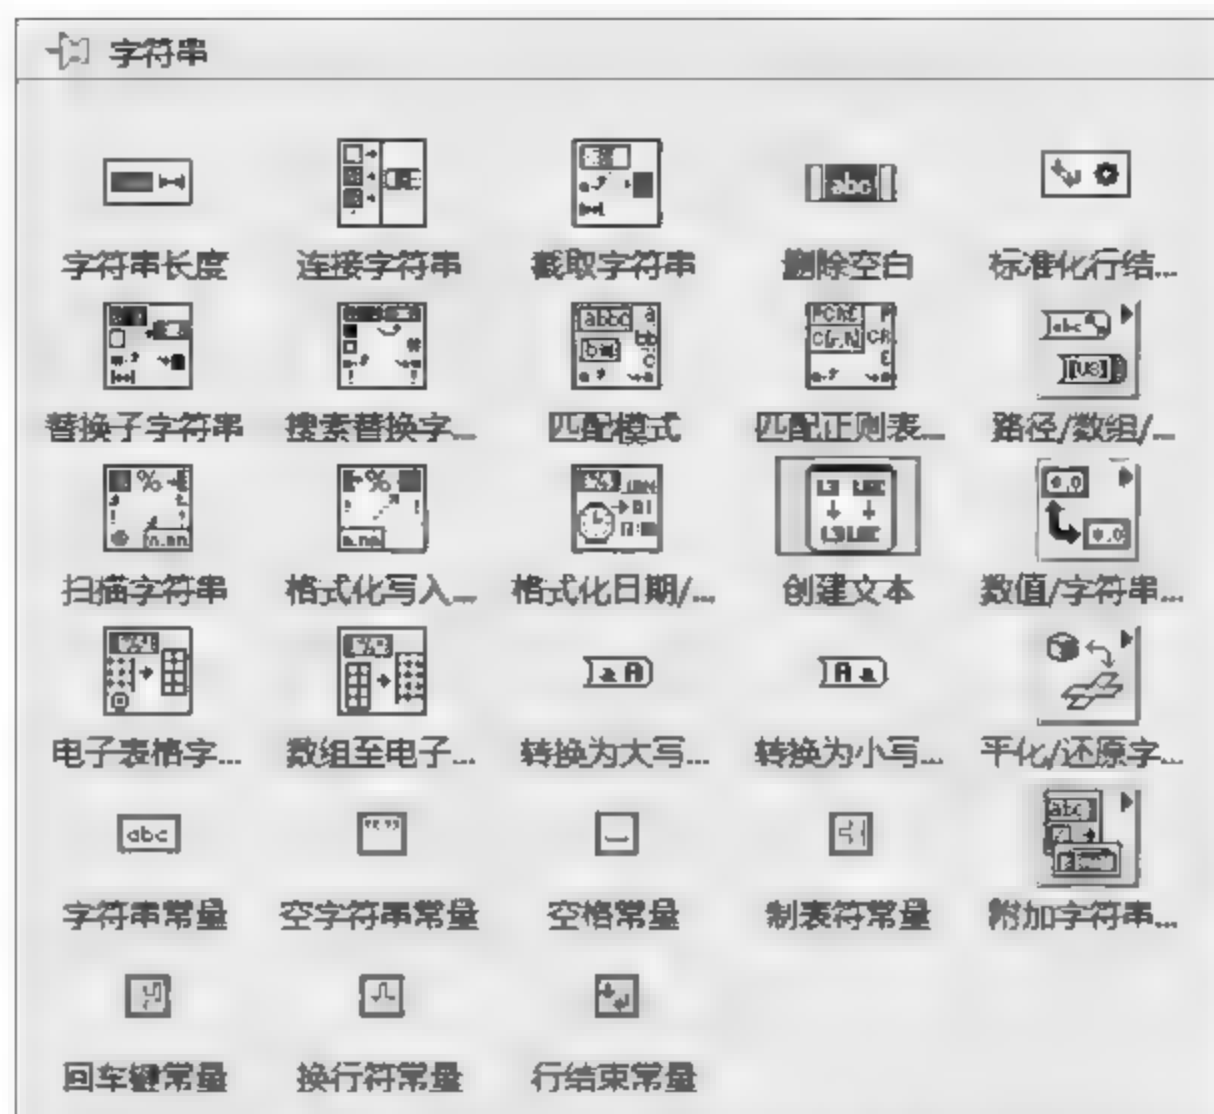 字符串
字符串长度 连接字符串 截取字符串 删除空白 标准化行结...
替换子字符串 搜索替换字... 匹配模式 匹配正则表... 路径/数组/...
扫描字符串 格式化写入... 格式化日期/... 创建文本 数值/字符串...
电子表格字... 数组至电子... 转换为大写... 转换为小写... 平化/还原字...
abc
字符串常量 空字符串常量 空格常量 制表符常量 附加字符串...
回车键常量 换行符常量 行结束常量